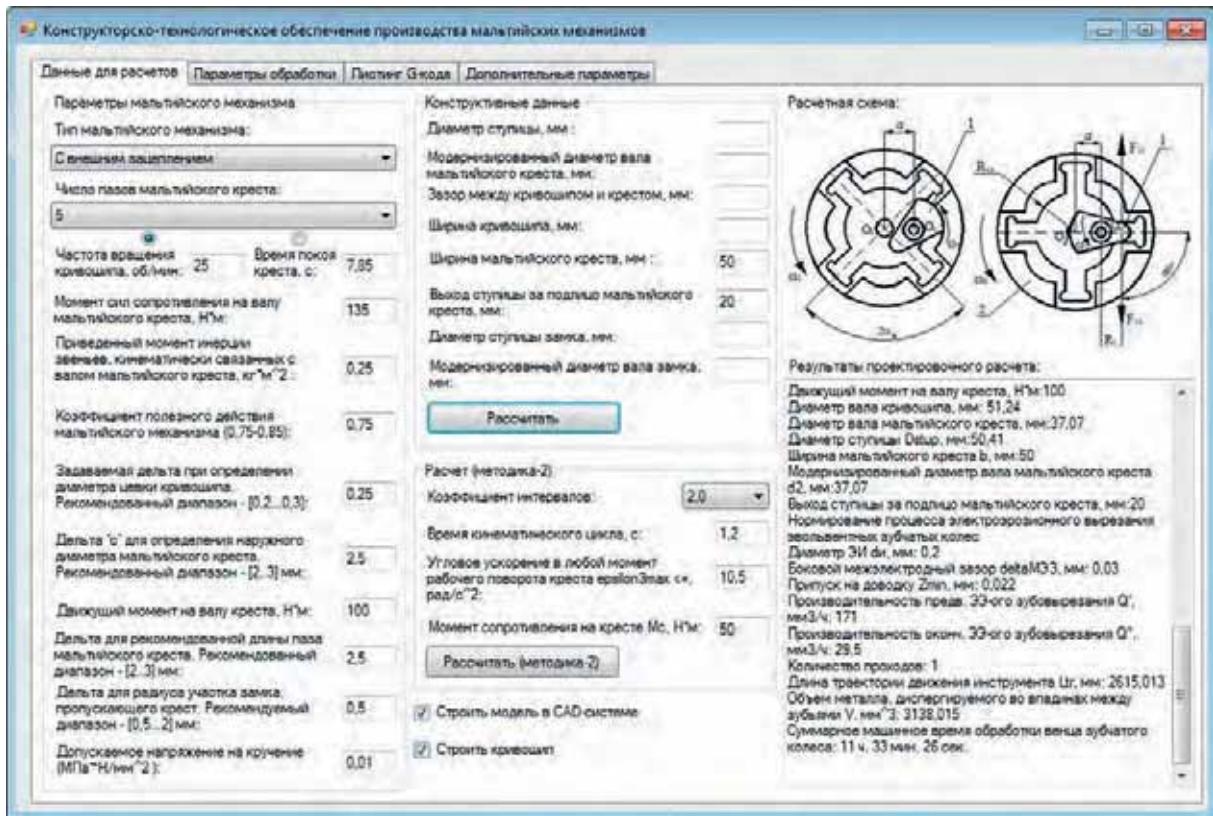 Конструкторско-технологическое обеспечение производства мальтийских механизмов
Данные для расчетов
Параметры обработки
Листинг G-кода
Дополнительные параметры
Параметры мальтийского механизма
Тип мальтийского механизма:
С внешним зацеплением
Число пазов мальтийского креста:
5
Частота вращения
кривошипа, об/мин:
25
Время покоя
креста, с:
7,85
Момент сил сопротивления на валу
мальтийского креста, Н*м:
135
Приведенный момент инерции
звеньев, кинематически связанных с
валом мальтийского креста, кг*м^2 :
0,25
Коэффициент полезного действия
мальтийского механизма (0,75-0,85):
0,75
Задаваемая дельта при определении
диаметра цевки кривошипа.
Рекомендованный диапазон - [0,2...0,3]:
0,25
Дельта "c" для определения наружного
диаметра мальтийского креста.
Рекомендованный диапазон - [2..3] мм:
2,5
Движущий момент на валу креста, Н*м:
100
Дельта для рекомендованной длины паза
мальтийского креста. Рекомендованный
диапазон - [2..3] мм:
2,5
Дельта для радиуса участка замка,
пропускающего крест. Рекомендуемый
диапазон - [0,5...2] мм:
0,5
Допускаемое напряжение на кручение
(МПа*Н/мм^2 ):
0,01
Конструктивные данные
Диаметр ступицы, мм :
Модернизированный диаметр вала
мальтийского креста, мм:
Зазор между кривошипом и крестом, мм:
Ширина кривошипа, мм:
Ширина мальтийского креста, мм :
50
Выход ступицы за подлицо мальтийского
креста, мм:
20
Диаметр ступицы замка, мм:
Модернизированный диаметр вала замка,
мм:
Рассчитать
Расчет (методика-2)
Коэффициент интервалов:
2,0
Время кинематического цикла, с:
1,2
Угловое ускорение в любой момент
рабочего поворота креста epsilon3max <=,
рад/с^2:
10,5
Момент сопротивления на кресте Mc, Н*м:
50
Рассчитать (методика-2)
Строить модель в CAD-системе
Строить кривошип
Расчетная схема:
a
1
a
1
2
Результаты проектировочного расчета:
Движущий момент на валу креста, Н*м:100
Диаметр вала кривошипа, мм: 51,24
Диаметр вала мальтийского креста, мм:37,07
Диаметр ступицы Dstup, мм:50,41
Ширина мальтийского креста b, мм:50
Модернизированный диаметр вала мальтийского креста
d2, мм:37,07
Выход ступицы за подлицо мальтийского креста, мм:20
Нормирование процесса электроэрозионного вырезания
эвольвентных зубчатых колес
Диаметр ЭИ dи, мм: 0,2
Боковой межэлектродный зазор deltaМЭЗ, мм: 0,03
Припуск на доводку Zmin, мм: 0,022
Производительность предв. ЭЭ-ого зубовырезания Q',
мм3/ч: 171
Производительность оконч. ЭЭ-ого зубовырезания Q",
мм3/ч: 29,5
Количество проходов: 1
Длина траектории движения инструмента Lтг, мм: 2615,013
Объем металла, диспергируемого во впадинах между
зубьями V, мм^3: 3138,015
Суммарное машинное время обработки венца зубчатого
колеса: 11 ч. 33 мин. 26 сек.